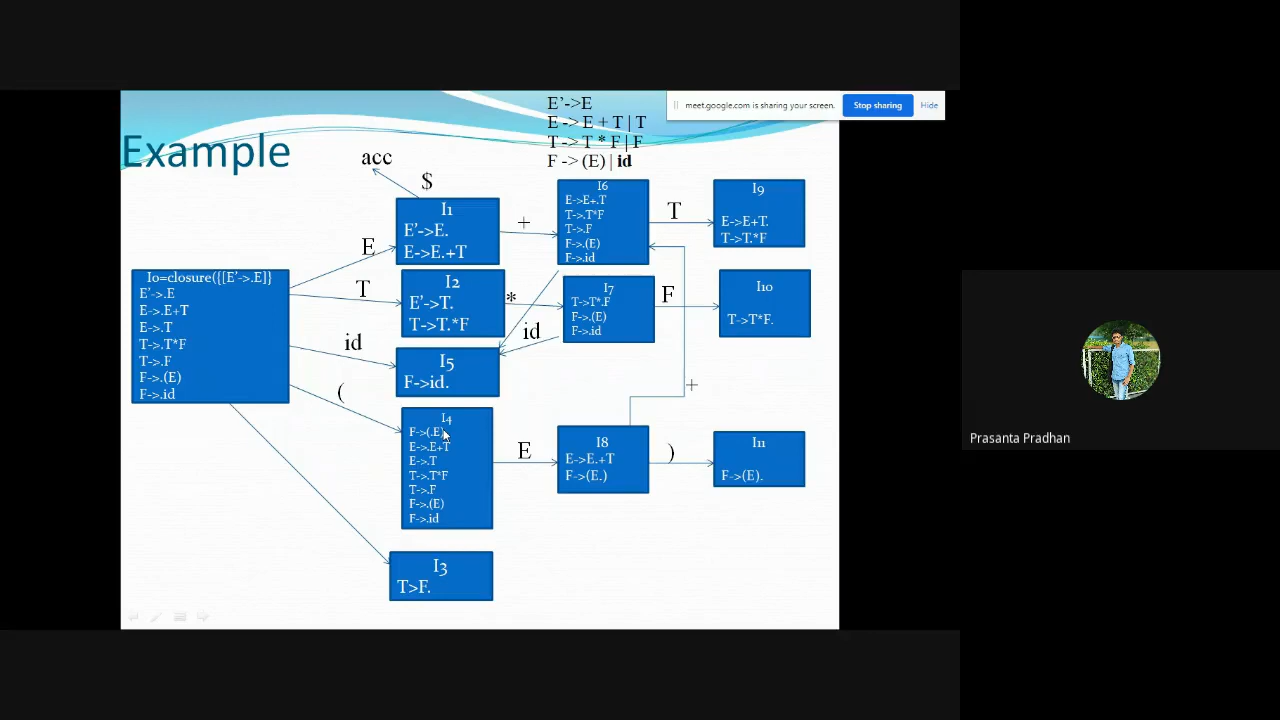 E'->E
E -> E + T | T
T -> T * F | F
F -> (E) | id
meet.google.com is sharing your screen.
Stop sharing
Hide
Example
acc
$
I1
E'->E.
E->E.+T
+
I6
E->E+.T
T->.T*F
T->.F
F->.(E)
F->.id
T
I9
E->E+T.
T->T.*F
E
Io=closure({[E'->.E]}
E'->.E
E->.E+T
E->.T
T->.T*F
T->.F
F->.(E)
F->.id
T
I2
E'->T.
T->T.*F
*
I7
T->T*.F
F->.(E)
F->.id
F
I10
T->T*F.
id
id
I5
F->id.
(
+
I4
F->(.E)
E->.E+T
E->.T
T->.T*F
T->.F
F->.(E)
F->.id
E
I8
E->E.+T
F->(E.)
)
I11
F->(E).
I3
T>F.
Prasanta Pradhan